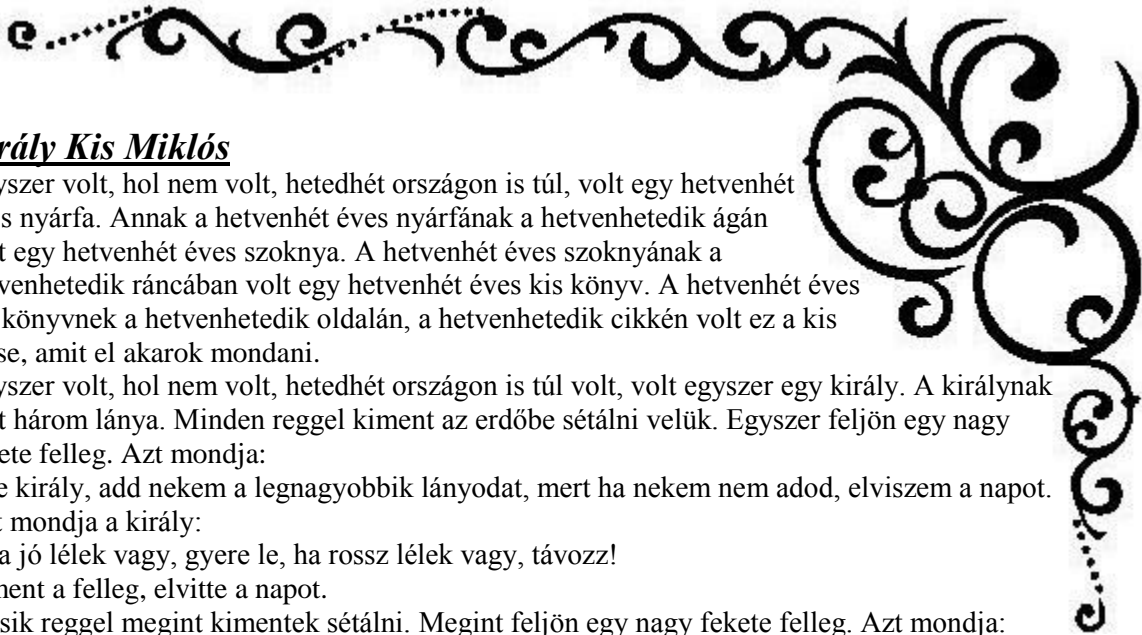 rály Kis Miklós
yszer volt, hol nem volt, hetedhét országon is túl, volt egy hetvenhét
s nyárfa. Annak a hetvenhét éves nyárfának a hetvenhetedik ágán
t egy hetvenhét éves szoknya. A hetvenhét éves szoknyának a
venhetedik ráncában volt egy hetvenhét éves kis könyv. A hetvenhét éves
könyvnek a hetvenhetedik oldalán, a hetvenhetedik cikkén volt ez a kis
se, amit el akarok mondani.
yszer volt, hol nem volt, hetedhét országon is túl volt, volt egyszer egy király. A királynak
t három lánya. Minden reggel kiment az erdőbe sétálni velük. Egyszer feljön egy nagy
ete felleg. Azt mondja:
e király, add nekem a legnagyobbik lányodat, mert ha nekem nem adod, elviszem a napot.
t mondja a király:
a jó lélek vagy, gyere le, ha rossz lélek vagy, távozz!
ment a felleg, elvitte a napot.
sik reggel megint kimentek sétálni. Megint feljön egy nagy fekete felleg. Azt mondja: